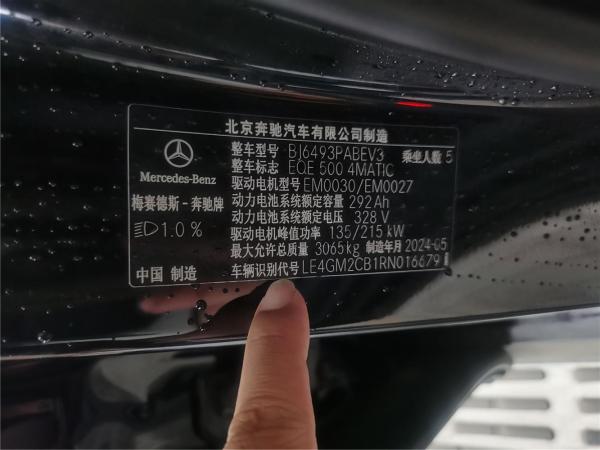 北京奔驰汽车有限公司制造
整车型号 BJ6493PABEV3 乘坐人数 5
整车标志 EQE 500 4MATIC
驱动电机型号 EM0030/EM0027
动力电池系统额定容量 292Ah
动力电池系统额定电压 328 V
驱动电机峰值功率 135/215 kW
最大允许总质量 3065kg 制造年月 2024-05
车辆识别代号 LE4GM2CB1RN016679
Mercedes-Benz
梅赛德斯-奔驰牌
1.0 %
中国 制造